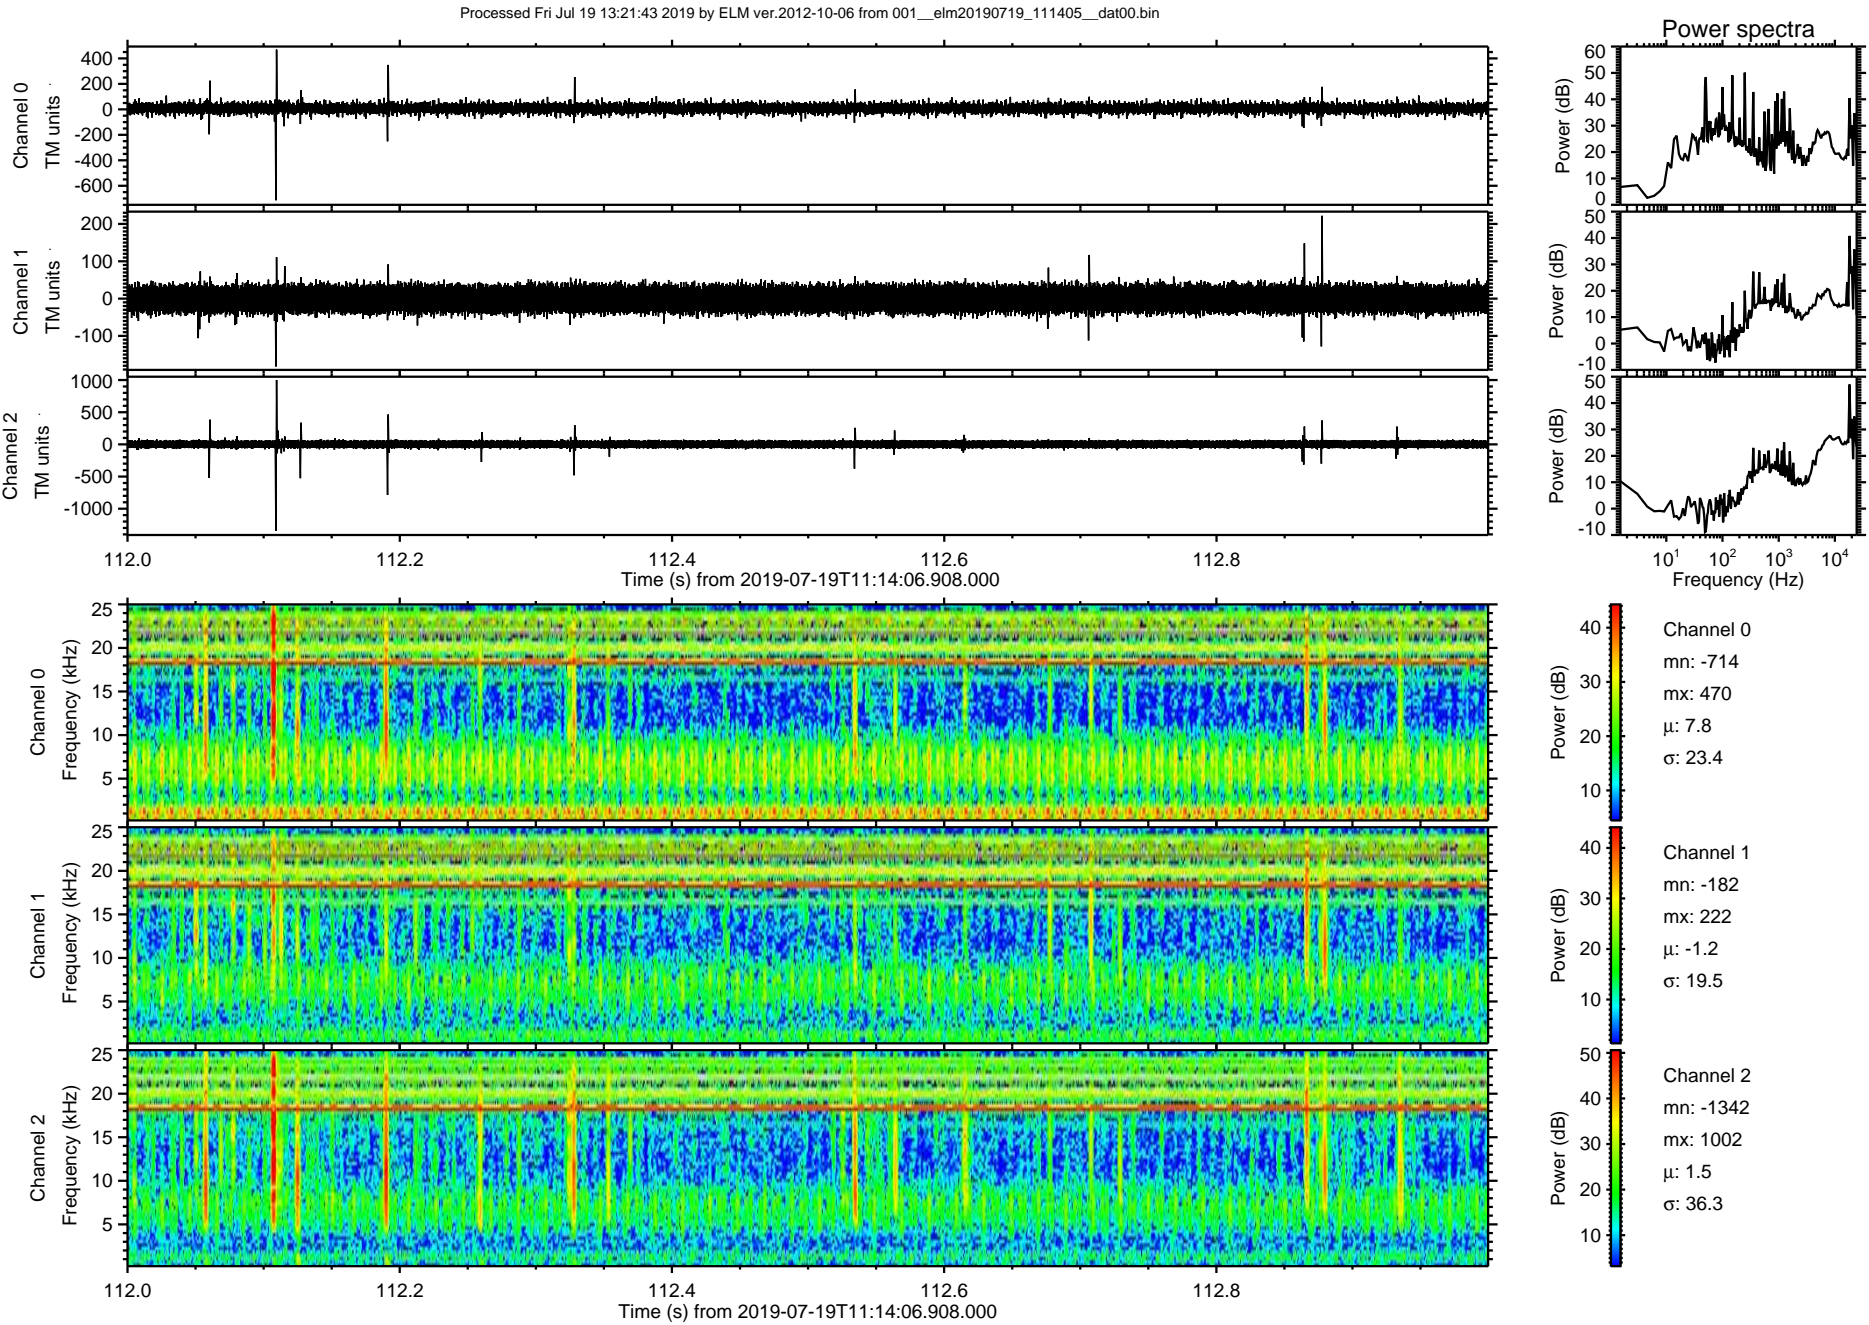 Processed Fri Jul 19 13:21:43 2019 by ELM ver.2012-10-06 from 001__elm20190719_111405__dat00.bin
Power spectra
Channel 0
TM units
400
200
0
-200
-400
-600
Power (dB)
60
50
40
30
20
10
0
Channel 1
TM units
200
100
0
-100
Power (dB)
50
40
30
20
10
0
-10
Channel 2
TM units
1000
500
0
-500
-1000
Power (dB)
50
40
30
20
10
0
-10
112.0 112.2 112.4 112.6 112.8
Time (s) from 2019-07-19T11:14:06.908.000
10¹ 10² 10³ 10⁴
Frequency (Hz)
Channel 0
Frequency (kHz)
25
20
15
10
5
Power (dB)
40
30
20
10
Channel 0
mn: -714
mx: 470
μ: 7.8
σ: 23.4
Channel 1
Frequency (kHz)
25
20
15
10
5
Power (dB)
40
30
20
10
Channel 1
mn: -182
mx: 222
μ: -1.2
σ: 19.5
Channel 2
Frequency (kHz)
25
20
15
10
5
Power (dB)
50
40
30
20
10
Channel 2
mn: -1342
mx: 1002
μ: 1.5
σ: 36.3
112.0 112.2 112.4 112.6 112.8
Time (s) from 2019-07-19T11:14:06.908.000